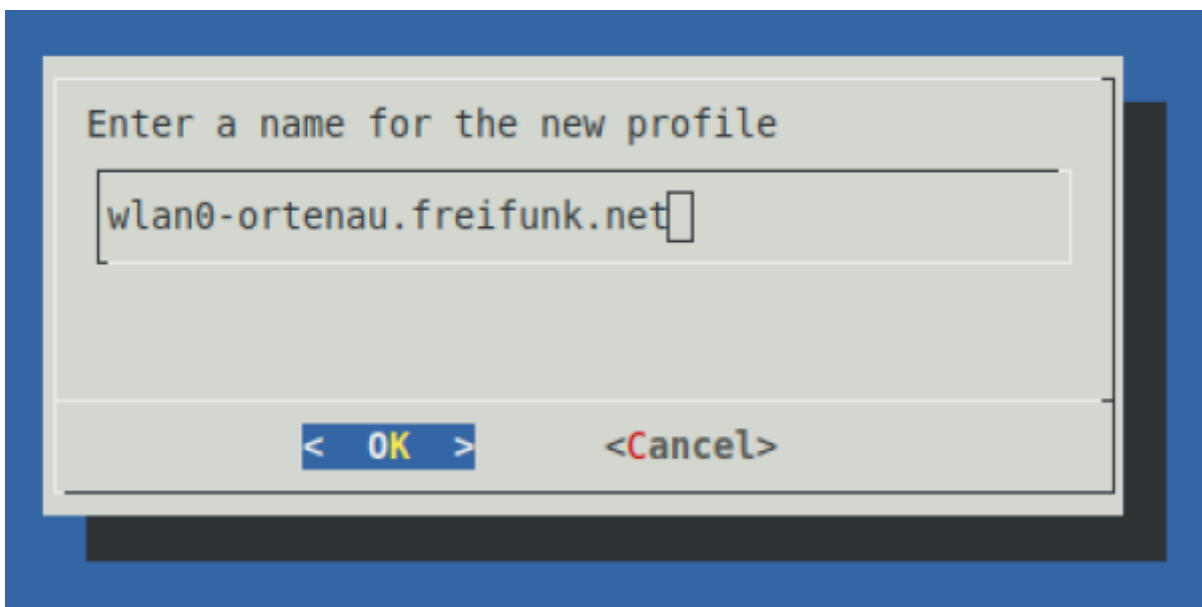 Enter a name for the new profile
wlan0-ortenau.freifunk.net
<  OK  > <Cancel>